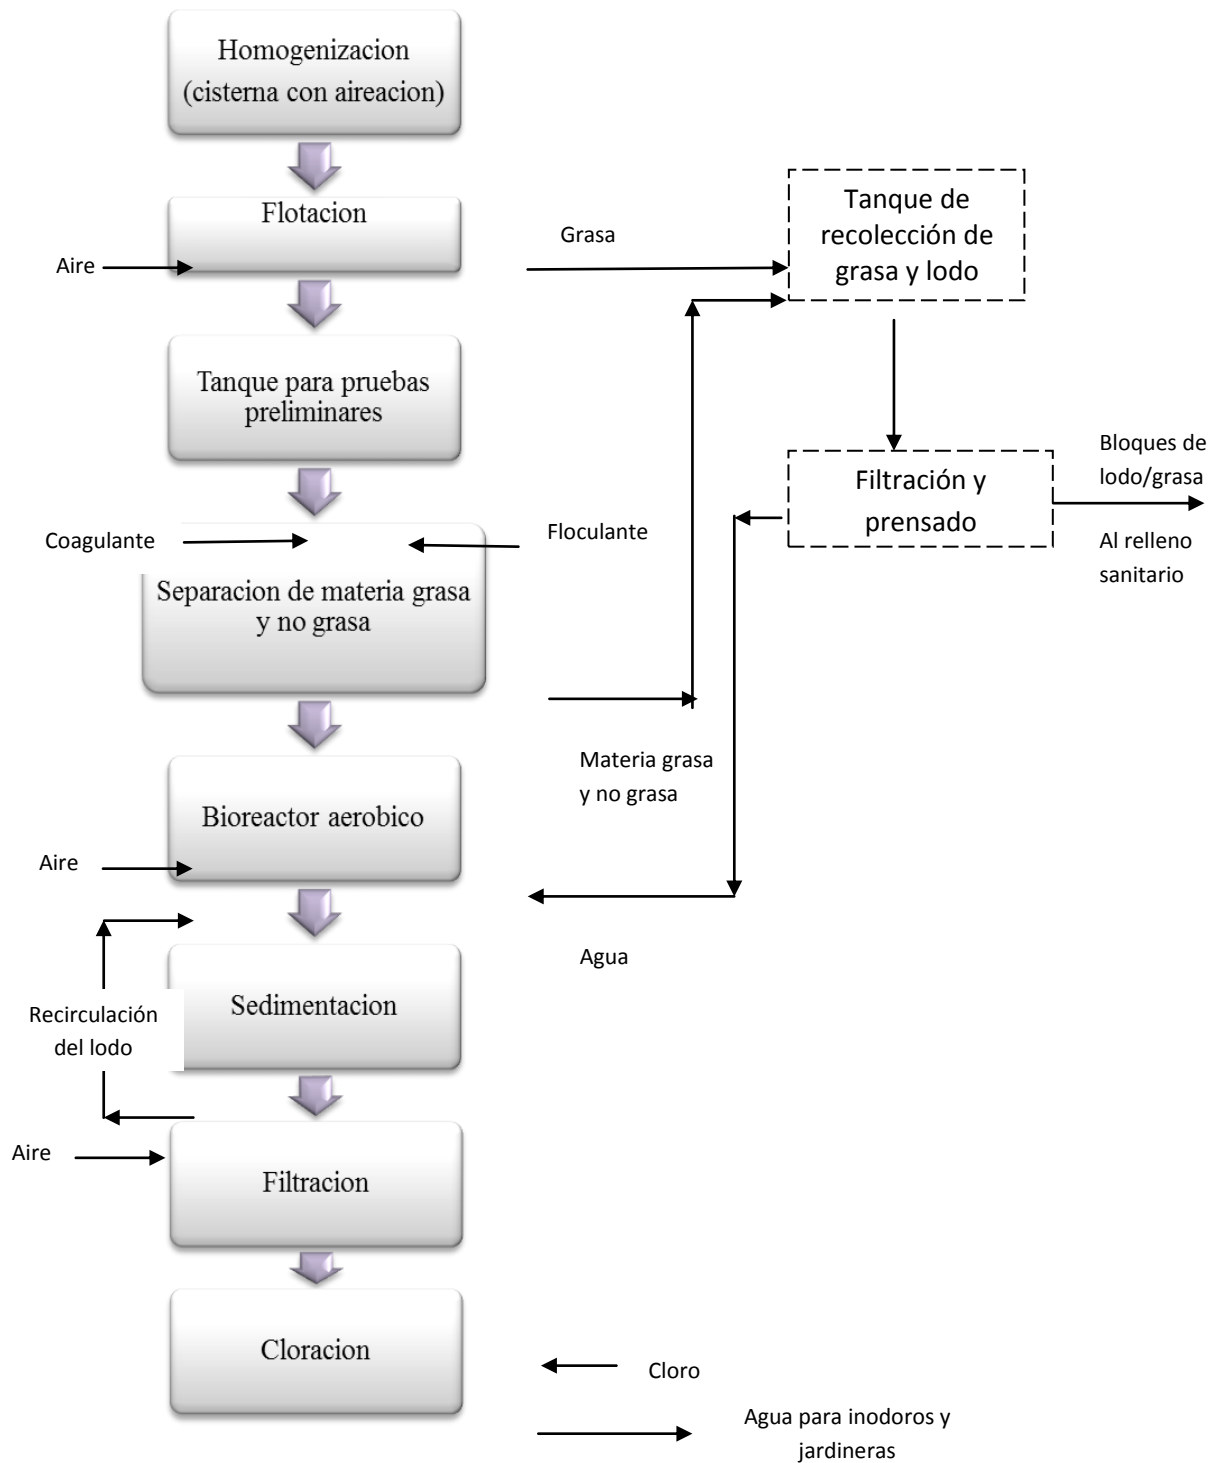 Homogenizacion
(cisterna con aireacion)
Flotacion
Aire
Grasa
Tanque de
recolección de
grasa y lodo
Tanque para pruebas
preliminares
Filtración y
prensado
Bloques de
lodo/grasa
Al relleno
sanitario
Coagulante
Floculante
Separacion de materia grasa
y no grasa
Materia grasa
y no grasa
Bioreactor aerobico
Aire
Agua
Sedimentacion
Recirculación
del lodo
Aire
Filtracion
Cloracion
Cloro
Agua para inodoros y
jardineras